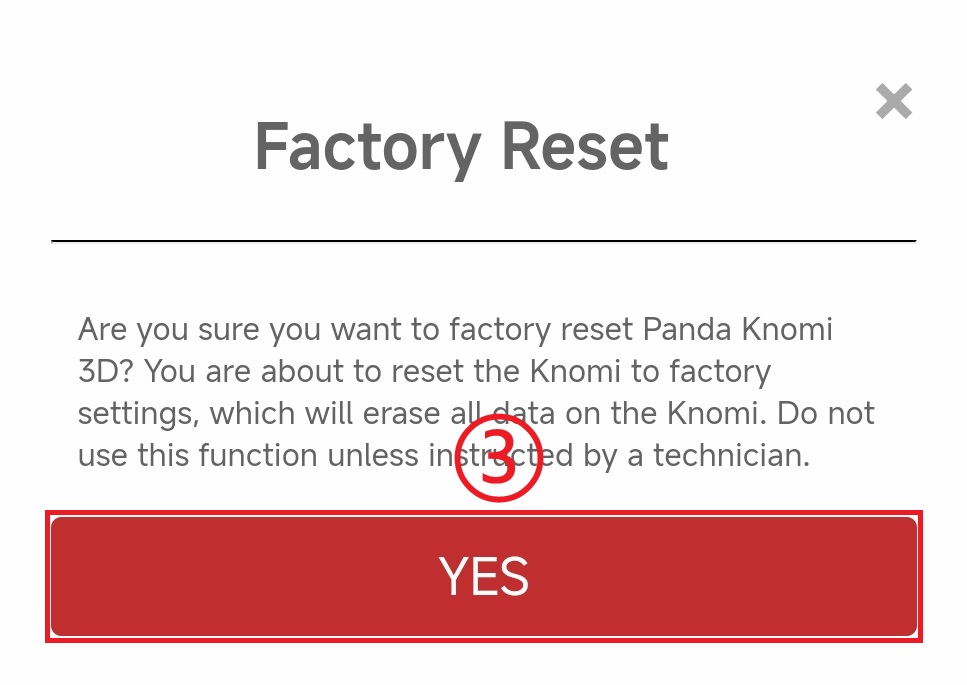 Factory Reset
Are you sure you want to factory reset Panda Knomi
3D? You are about to reset the Knomi to factory
settings, which will erase all data on the Knomi. Do not
use this function unless instructed by a technician.
③
YES